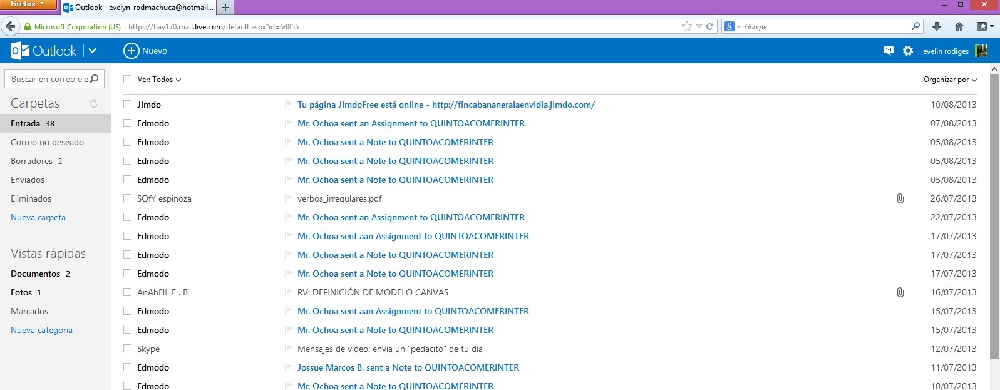 Firefox
Outlook - evelyn_rodmachuca@hotmail...
Microsoft Corporation (US) https://bay170.mail.live.com/default.aspx?id=64855
Google
Outlook
Nuevo
evelin rodiges
Buscar en correo ele
Ver: Todos
Organizar por
Carpetas
Entrada 38
Correo no deseado
Borradores 2
Enviados
Eliminados
Nueva carpeta
Vistas rápidas
Documentos 2
Fotos 1
Marcados
Nueva categoría
Jimdo Tu página JimdoFree está online - http://fincabananeralaenvidia.jimdo.com/ 10/08/2013
Edmodo Mr. Ochoa sent an Assignment to QUINTOACOMERINTER 07/08/2013
Edmodo Mr. Ochoa sent a Note to QUINTOACOMERINTER 05/08/2013
Edmodo Mr. Ochoa sent a Note to QUINTOACOMERINTER 05/08/2013
Edmodo Mr. Ochoa sent a Note to QUINTOACOMERINTER 05/08/2013
SOfY espinoza verbos_irregulares.pdf 26/07/2013
Edmodo Mr. Ochoa sent an Assignment to QUINTOACOMERINTER 22/07/2013
Edmodo Mr. Ochoa sent aan Assignment to QUINTOACOMERINTER 17/07/2013
Edmodo Mr. Ochoa sent a Note to QUINTOACOMERINTER 17/07/2013
Edmodo Mr. Ochoa sent a Note to QUINTOACOMERINTER 17/07/2013
AnAbElL E . B RV: DEFINICIÓN DE MODELO CANVAS 16/07/2013
Edmodo Mr. Ochoa sent aan Assignment to QUINTOACOMERINTER 15/07/2013
Edmodo Mr. Ochoa sent a Note to QUINTOACOMERINTER 15/07/2013
Skype Mensajes de video: envía un "pedacito" de tu día 12/07/2013
Edmodo Jossue Marcos B. sent a Note to QUINTOACOMERINTER 11/07/2013
Edmodo Mr. Ochoa sent a Note to QUINTOACOMERINTER 10/07/2013